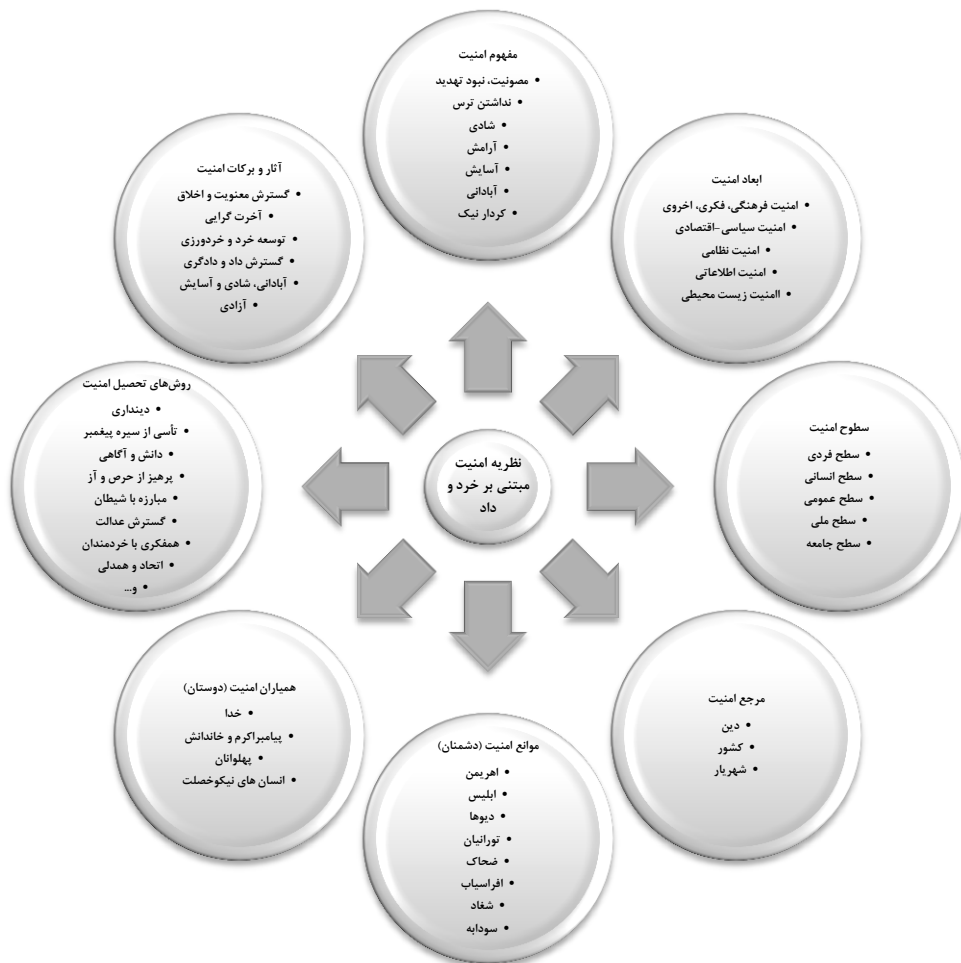 مفهوم امنیت
• مصونیت، نبود تهدید
• نداشتن ترس
• شادی
• آرامش
• آسایش
• آبادانی
• کردار نیک
ابعاد امنیت
• امنیت فرهنگی، فکری، اخروی
• امنیت سیاسی-اقتصادی
• امنیت نظامی
• امنیت اطلاعاتی
• اامنیت زیست محیطی
سطوح امنیت
• سطح فردی
• سطح انسانی
• سطح عمومی
• سطح ملی
• سطح جامعه
مرجع امنیت
• دین
• کشور
• شهریار
موانع امنیت (دشمنان)
• اهریمن
• ابلیس
• دیوها
• تورانیان
• ضحاک
• افراسیاب
• شغاد
• سودابه
همیاران امنیت (دوستان)
• خدا
• پیامبراکرم و خاندانش
• پهلوانان
• انسان های نیکوخصلت
روش‌های تحصیل امنیت
• دینداری
• تأسی از سیره پیغمبر
• دانش و آگاهی
• پرهیز از حرص و آز
• مبارزه با شیطان
• گسترش عدالت
• همفکری با خردمندان
• اتحاد و همدلی
• و...
آثار و برکات امنیت
• گسترش معنویت و اخلاق
• آخرت گرایی
• توسعه خرد و خردورزی
• گسترش داد و دادگری
• آبادانی، شادی و آسایش
• آزادی
نظریه امنیت
مبتنی بر خرد و
داد